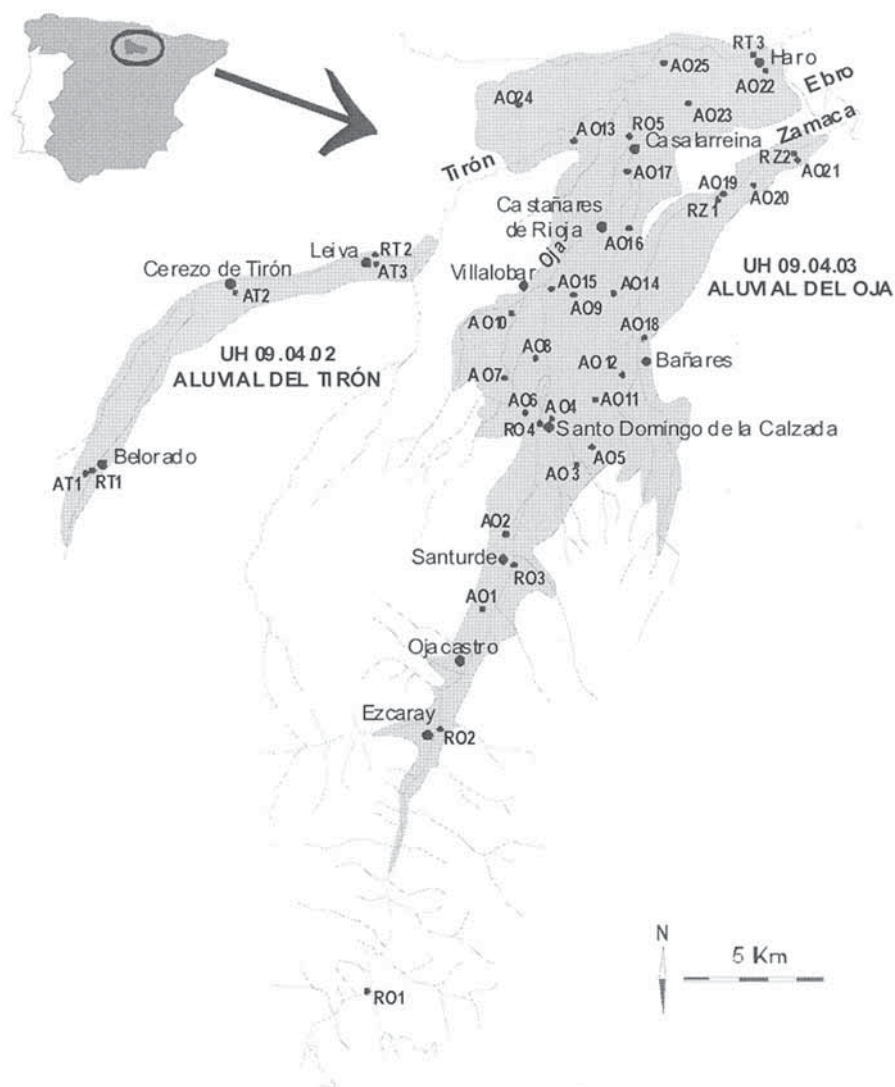 RT3
Haro
AO25
AO22
Ebro
AO24
AO23
Zamaca
AO13
RO5
Casalarreina
RZ2
AO21
Tirón
AO17
AO19
AO20
RZ1
Castañares
de Rioja
AO16
Oja
Leiva
RT2
AT3
Cerezo de Tirón
AT2
Villalobar
AO15
AO9
AO14
UH 09.04.03
ALUVIAL DEL OJA
AO10
AO18
UH 09.04.02
ALUVIAL DEL TIRÓN
AO8
AO12
Bañares
AO7
AO6
AO4
AO11
RO4
Santo Domingo de la Calzada
Belorado
AT1
RT1
AO5
AO3
AO2
Santurde
RO3
AO1
Ojacastro
Ezcaray
RO2
N
5 Km
RO1